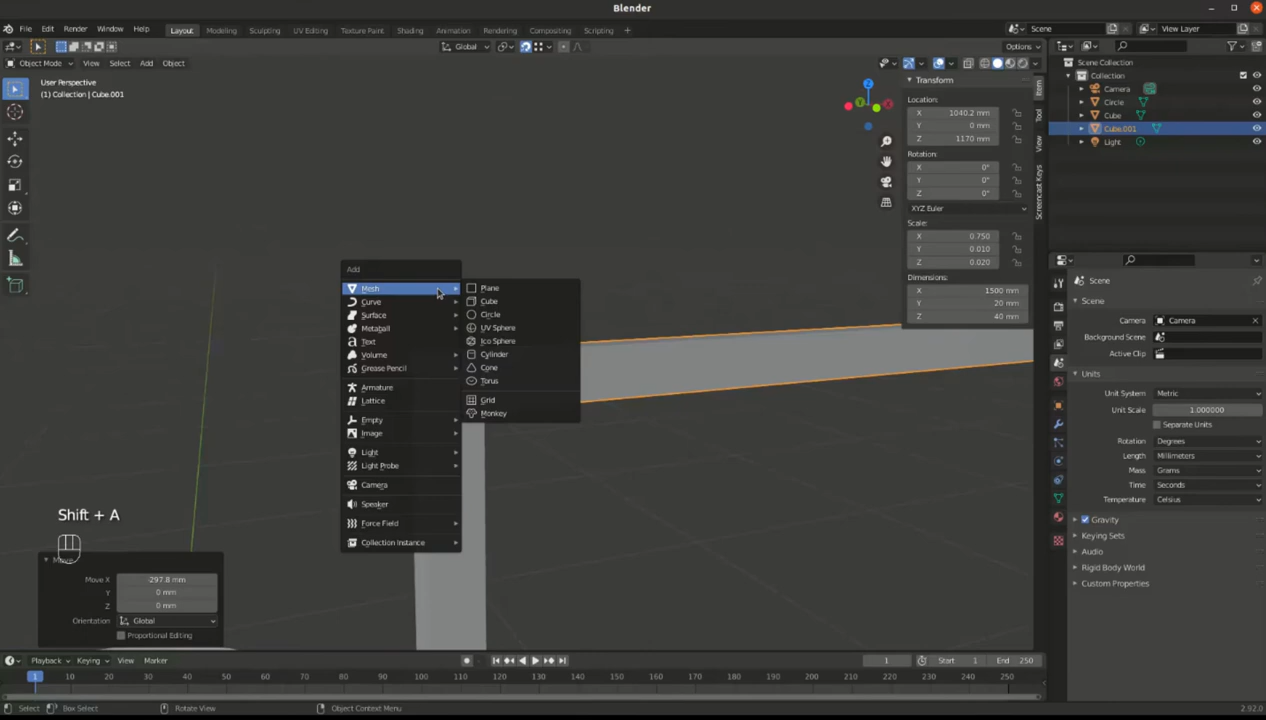 Blender
File Edit Render Window Help Layout Modeling Sculpting UV Editing Texture Paint Shading Animation Rendering Compositing Scripting Scene View Layer
Global Options
Object Mode View Select Add Object
User Perspective
(1) Collection | Cube.001
Add
Mesh
Curve
Surface
Metaball
Text
Volume
Grease Pencil
Armature
Lattice
Empty
Image
Light
Light Probe
Camera
Speaker
Force Field
Collection Instance
Plane
Cube
Circle
UV Sphere
Ico Sphere
Cylinder
Cone
Torus
Grid
Monkey
Shift + A
Move
Move X -297.8 mm
Y 0 mm
Z 0 mm
Orientation Global
Proportional Editing
Z
Y
X
Transform
Location:
X 1040.2 mm
Y 0 mm
Z 1170 mm
Rotation:
X 0°
Y 0°
Z 0°
XYZ Euler
Scale:
X 0.750
Y 0.010
Z 0.020
Dimensions:
X 1500 mm
Y 20 mm
Z 40 mm
Item
Tool
View
Screencast Keys
Scene Collection
Collection
Camera
Circle
Cube
Cube.001
Light
Scene
Scene
Camera Camera
Background Scene
Active Clip
Units
Unit System Metric
Unit Scale 1.000000
Separate Units
Rotation Degrees
Length Millimeters
Mass Grams
Time Seconds
Temperature Celsius
Gravity
Keying Sets
Audio
Rigid Body World
Custom Properties
Playback Keying View Marker 1 Start 1 End 250
1 10 20 30 40 50 60 70 80 90 100 110 120 130 140 150 160 170 180 190 200 210 220 230 240 250
Select Box Select Rotate View Object Context Menu 2.92.0